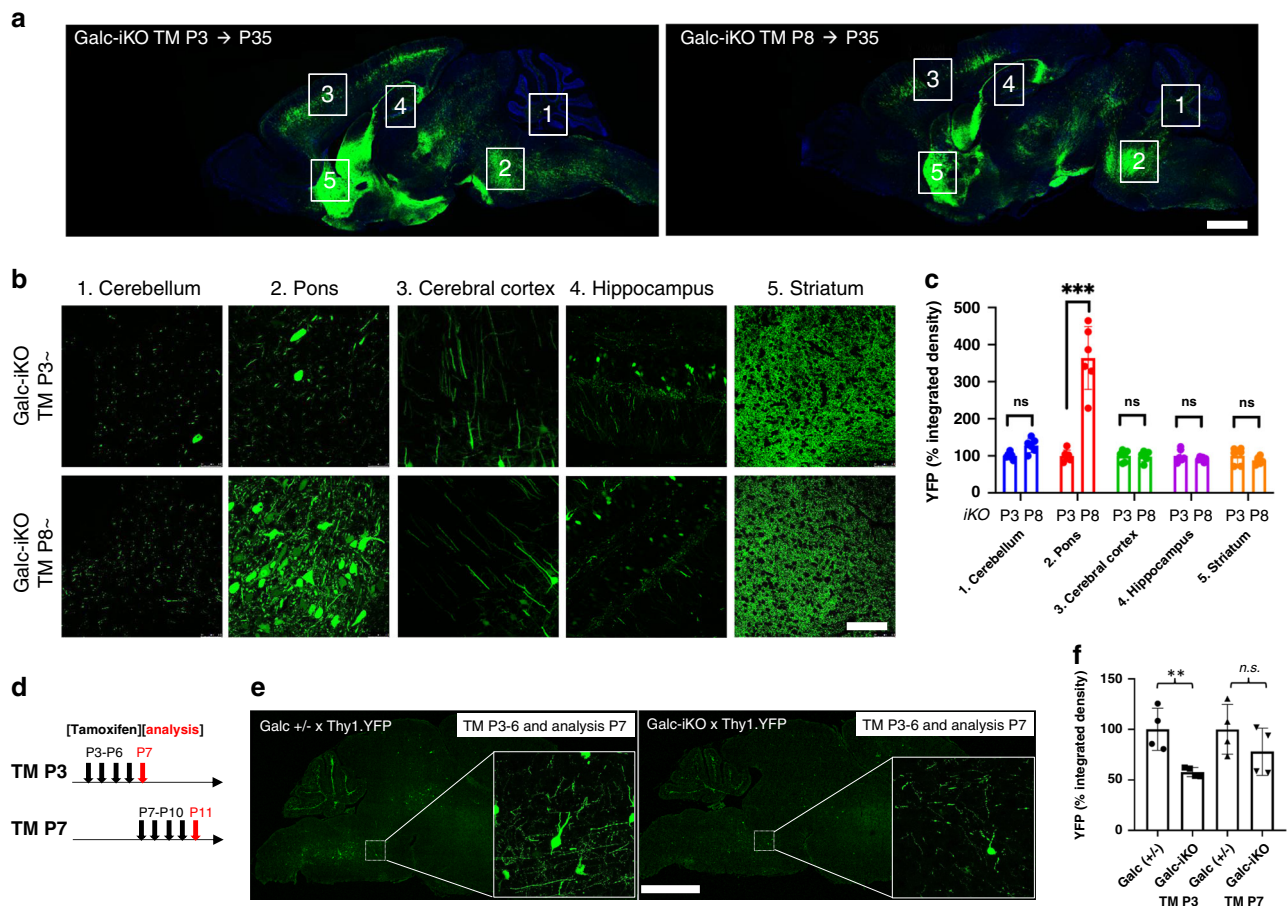 a
Galc-iKO TM P3 → P35
Galc-iKO TM P8 → P35
3
4
1
2
5
3
4
1
2
5
b
1. Cerebellum
2. Pons
3. Cerebral cortex
4. Hippocampus
5. Striatum
Galc-iKO
TM P3~
Galc-iKO
TM P8~
c
YFP (% integrated density)
500
400
300
200
100
0
ns
***
ns
ns
ns
iKO P3 P8 P3 P8 P3 P8 P3 P8 P3 P8
1. Cerebellum
2. Pons
3. Cerebral cortex
4. Hippocampus
5. Striatum
d
[Tamoxifen][analysis]
P3-P6 P7
TM P3
P7-P10 P11
TM P7
e
Galc +/- x Thy1.YFP
TM P3-6 and analysis P7
Galc-iKO x Thy1.YFP
TM P3-6 and analysis P7
f
YFP (% integrated density)
150
100
50
0
**
n.s.
Galc (+/-)
Galc-iKO
Galc (+/-)
Galc-iKO
TM P3
TM P7